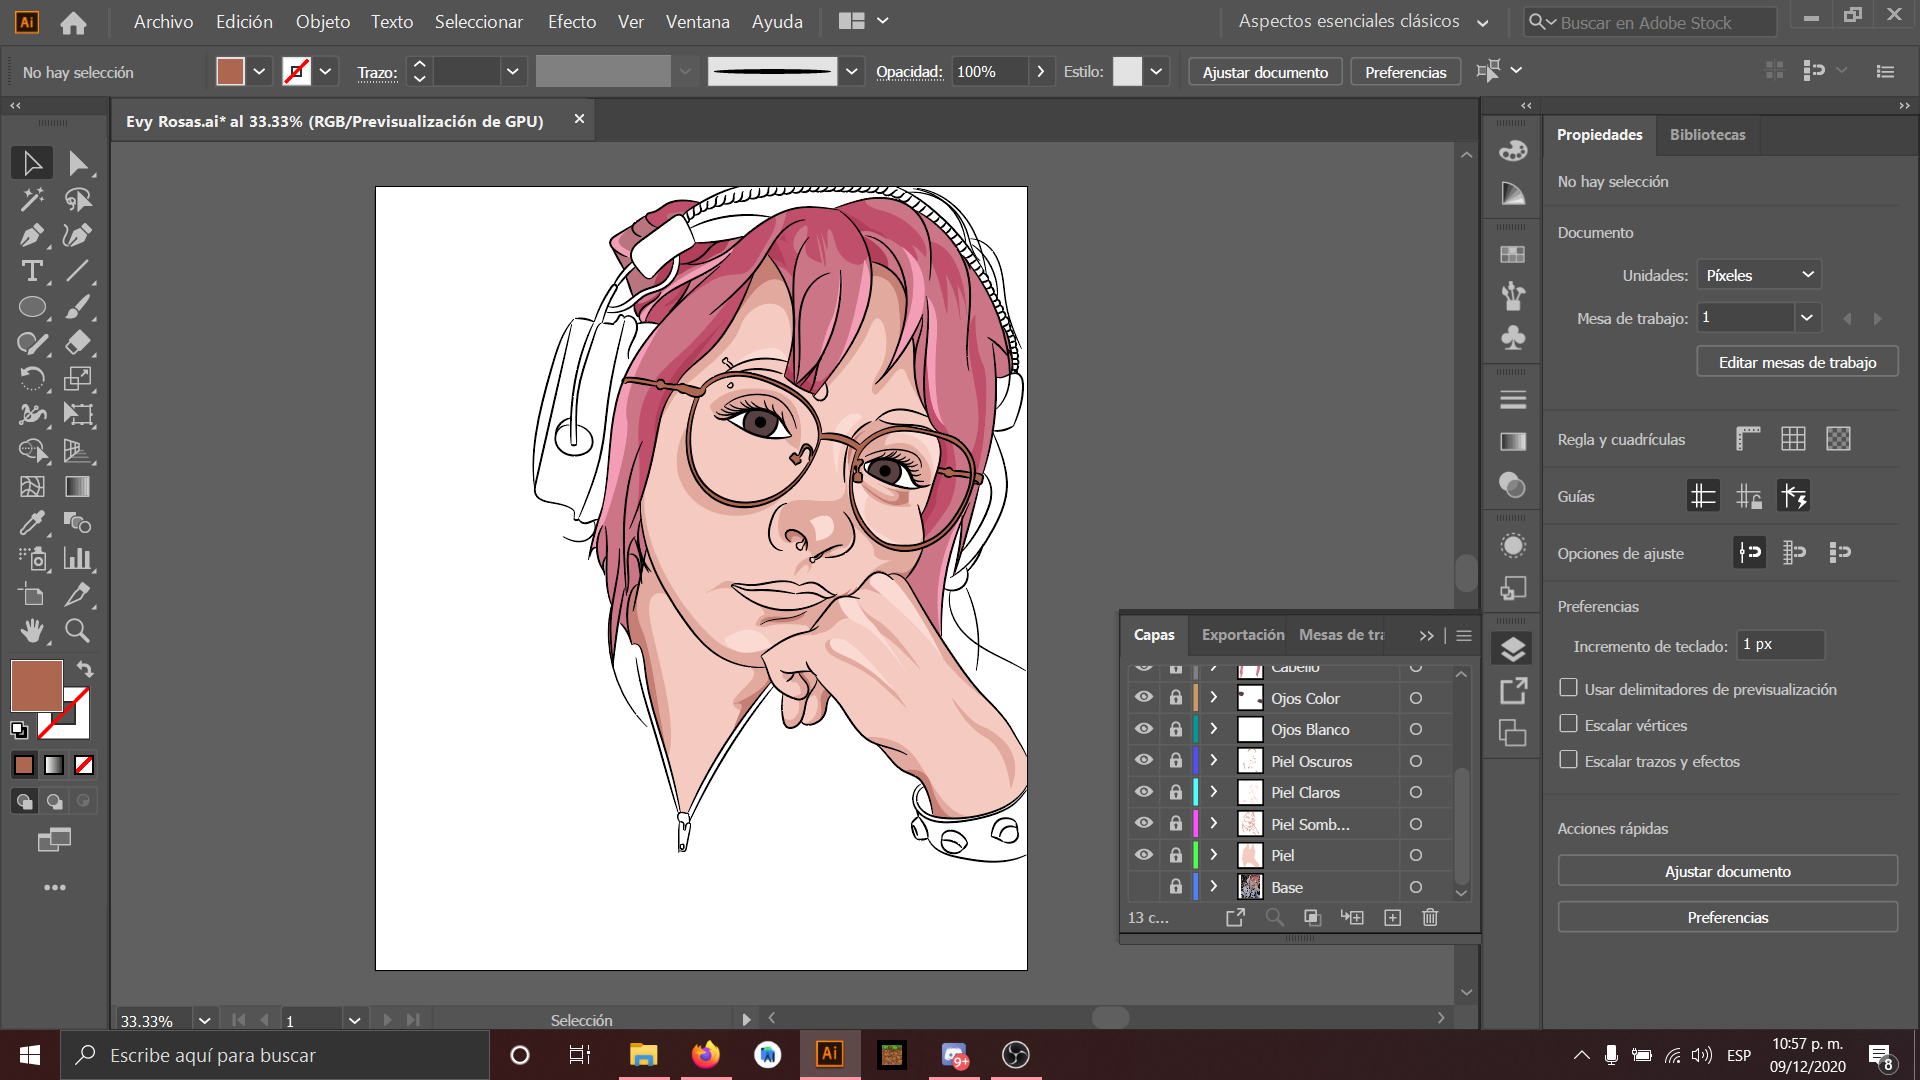 Ai Archivo Edición Objeto Texto Seleccionar Efecto Ver Ventana Ayuda Aspectos esenciales clásicos Buscar en Adobe Stock
No hay selección Trazo: Opacidad: 100% Estilo: Ajustar documento Preferencias
Evy Rosas.ai* al 33.33% (RGB/Previsualización de GPU)
Propiedades Bibliotecas
No hay selección
Documento
Unidades: Píxeles
Mesa de trabajo: 1
Editar mesas de trabajo
Regla y cuadrículas
Guías
Opciones de ajuste
Preferencias
Incremento de teclado: 1 px
Usar delimitadores de previsualización
Escalar vértices
Escalar trazos y efectos
Acciones rápidas
Ajustar documento
Preferencias
Capas Exportación Mesas de tra
Cabello
Ojos Color
Ojos Blanco
Piel Oscuros
Piel Claros
Piel Somb...
Piel
Base
13 c...
33.33% 1 Selección
Escribe aquí para buscar
Ai
9+
ESP
10:57 p. m.
09/12/2020
8